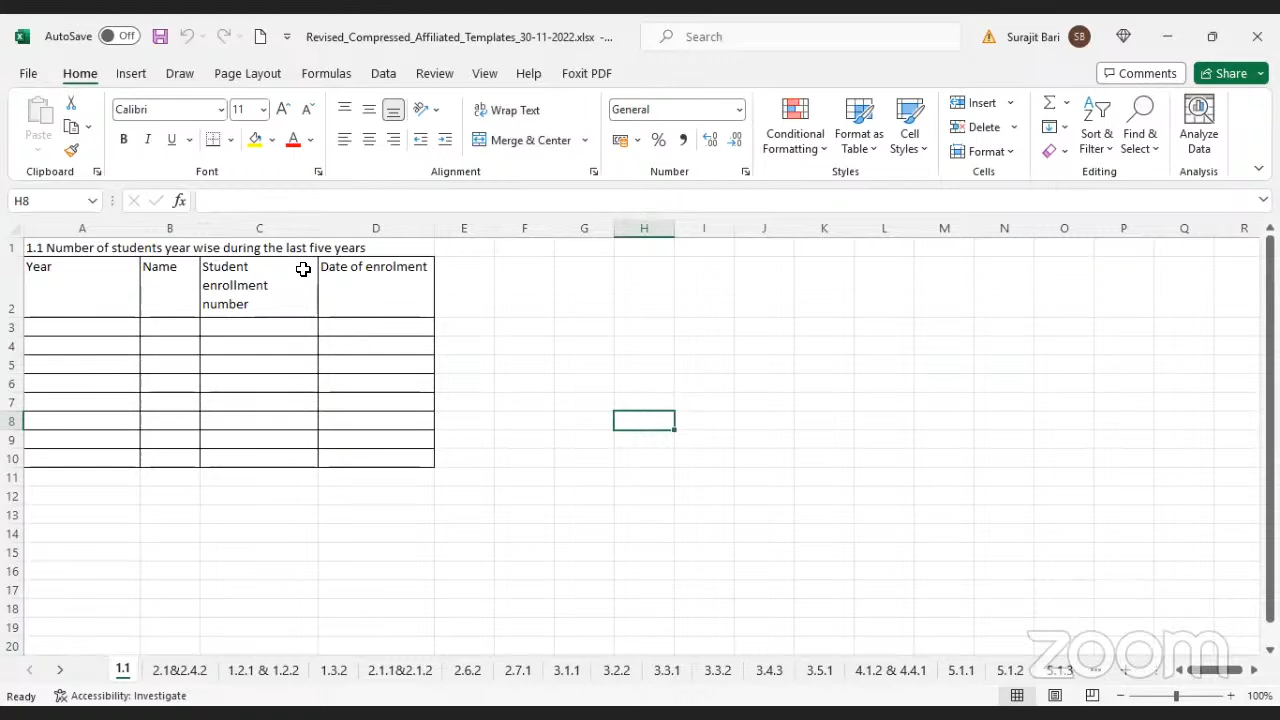 AutoSave Off Revised_Compressed_Affiliated_Templates_30-11-2022.xlsx -... Search Surajit Bari SB
File Home Insert Draw Page Layout Formulas Data Review View Help Foxit PDF Comments Share
Paste Calibri 11 Wrap Text General Conditional Formatting Format as Table Cell Styles Insert Sort & Filter Find & Select Analyze Data
B I U A Merge & Center % Delete
Format
Clipboard Font Alignment Number Styles Cells Editing Analysis
H8 fx
A B C D E F G H I J K L M N O P Q R
1 1.1 Number of students year wise during the last five years
Year Name Student Date of enrolment
enrollment
2 number
3
4
5
6
7
8
9
10
11
12
13
14
15
16
17
18
19
20
zoom
1.1 2.1&2.4.2 1.2.1 & 1.2.2 1.3.2 2.1.1&2.1.2 2.6.2 2.7.1 3.1.1 3.2.2 3.3.1 3.3.2 3.4.3 3.5.1 4.1.2 & 4.4.1 5.1.1 5.1.2 5.1.3 ...
Ready Accessibility: Investigate 100%